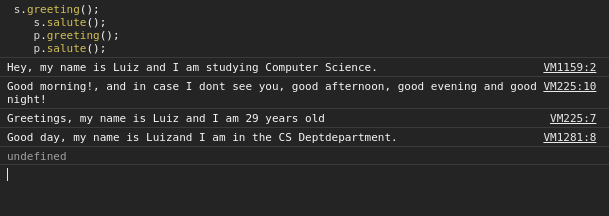 s.greeting();
s.salute();
p.greeting();
p.salute();
Hey, my name is Luiz and I am studying Computer Science. VM1159:2
Good morning!, and in case I dont see you, good afternoon, good evening and good VM225:10
night!
Greetings, my name is Luiz and I am 29 years old VM225:7
Good day, my name is Luizand I am in the CS Deptdepartment. VM1281:8
undefined